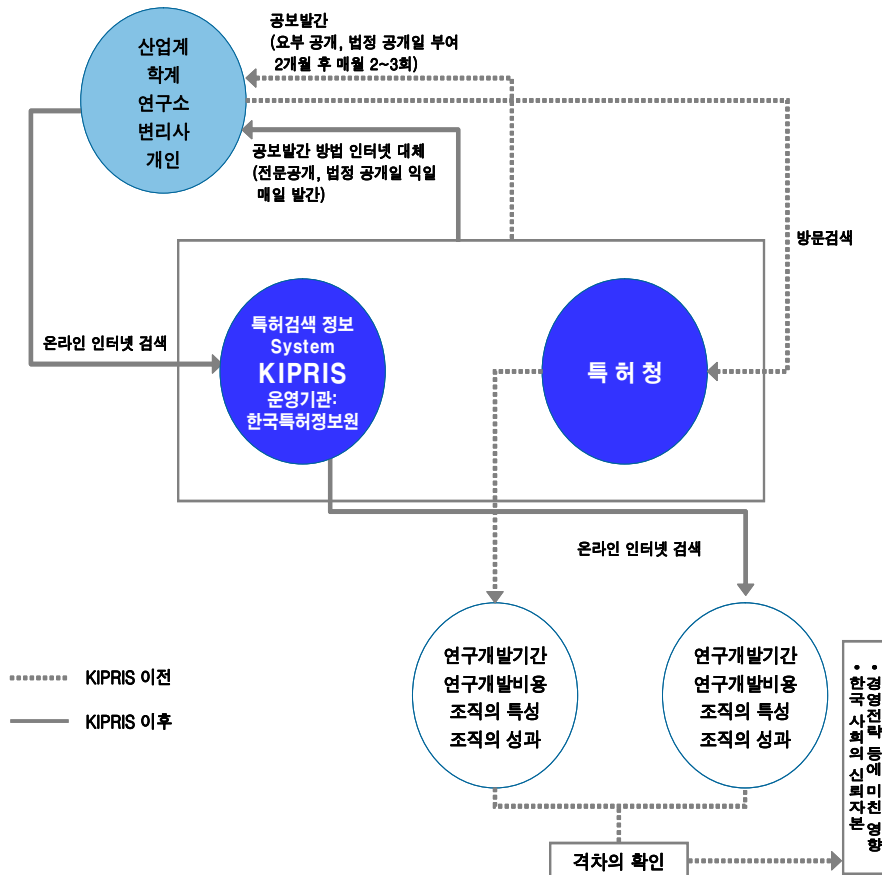 공보발간
(요부 공개, 법정 공개일 부여
2개월 후 매월 2~3회)
산업계
학계
연구소
변리사
개인
공보발간 방법 인터넷 대체
(전문공개, 법정 공개일 익일
매일 발간)
방문검색
온라인 인터넷 검색
특허검색 정보
System
KIPRIS
운영기관:
한국특허정보원
특 허 청
온라인 인터넷 검색
연구개발기간
연구개발비용
조직의 특성
조직의 성과
연구개발기간
연구개발비용
조직의 특성
조직의 성과
KIPRIS 이전
KIPRIS 이후
• 경영전략 등에 미친 영향
• 한국 사회의 신뢰자본
격차의 확인